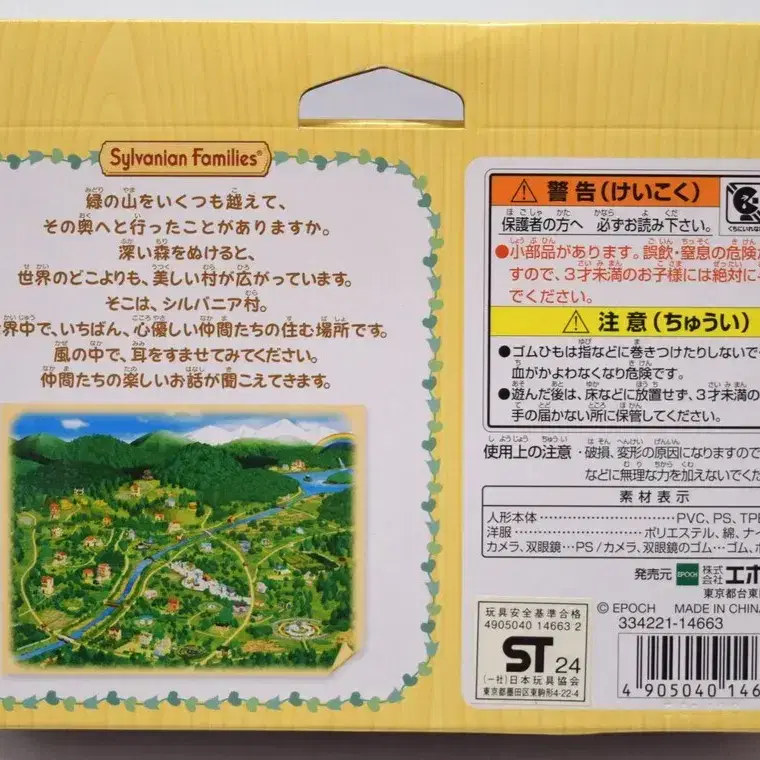 Sylvanian Families®
緑の山をいくつも越えて、
その奥へと行ったことがありますか。
深い森をぬけると、
世界のどこよりも、美しい村が広がっています。
そこは、シルバニア村。
界中で、いちばん、心優しい仲間たちの住む場所です。
風の中で、耳をすませてみてください。
仲間たちの楽しいお話が聞こえてきます。
警告(けいこく)
保護者の方へ 必ずお読み下さい。
●小部品があります。誤飲・窒息の危険
すので、3才未満のお子様には絶対に
でください。
注意(ちゅうい)
●ゴムひもは指などに巻きつけたりしないで
血がかよわなくなり危険です。
●遊んだ後は、床などに放置せず、3才未満の
手の届かない所に保管してください。
使用上の注意・破損、変形の原因になりますので
などに無理な力を加えないでくだ
素材表示
人形本体…PVC、PS、TPE
洋服…ポリエステル、綿、ナイ
カメラ、双眼鏡…PS/カメラ、双眼鏡のゴム…ゴム、
発売元 EPOCH 株式会社 エポ
東京都台東
© EPOCH MADE IN CHINA
334221-14663
玩具安全基準合格
4905040 14663 2
ST 24
(一社)日本玩具協会
東京都墨田区東駒形4-22-4
4 905040 146